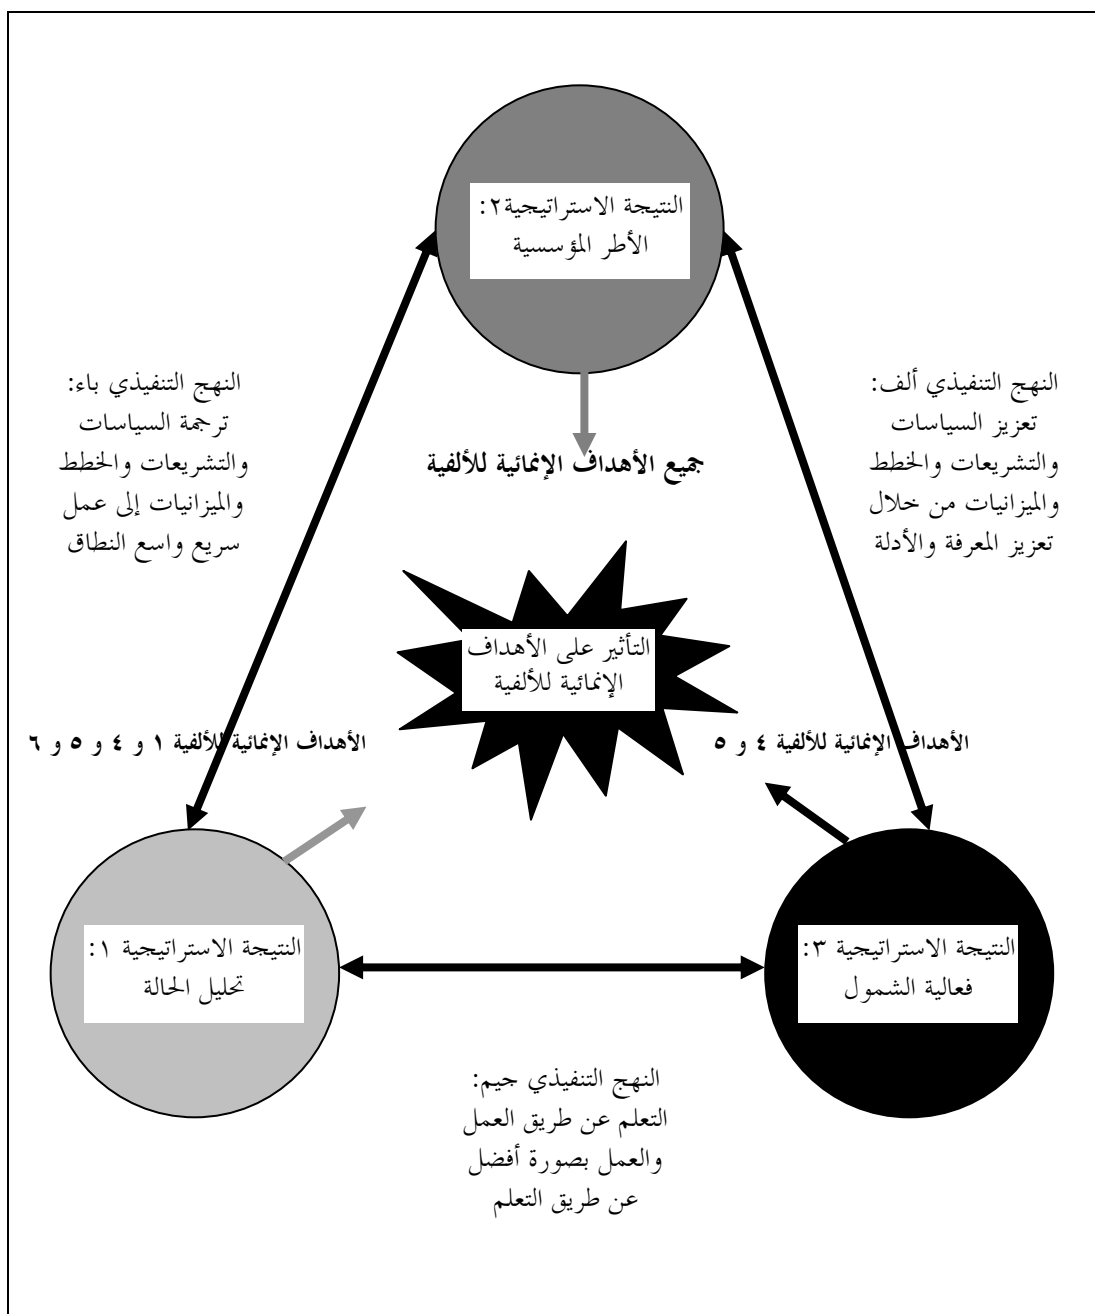 النتيجة الاستراتيجية٢:
الأطر المؤسسية
النهج التنفيذي ألف:
تعزيز السياسات
والتشريعات والخطط
والميزانيات من خلال
تعزيز المعرفة والأدلة
النهج التنفيذي باء:
ترجمة السياسات
والتشريعات والخطط
والميزانيات إلى عمل
سريع واسع النطاق
جميع الأهداف الإنمائية للألفية
التأثير على الأهداف
الإنمائية للألفية
الأهداف الإنمائية للألفية ٤ و ٥
الأهداف الإنمائية للألفية ١ و ٤ و ٥ و ٦
النتيجة الاستراتيجية ٣:
فعالية الشمول
النتيجة الاستراتيجية ١:
تحليل الحالة
النهج التنفيذي جيم:
التعلم عن طريق العمل
والعمل بصورة أفضل
عن طريق التعلم